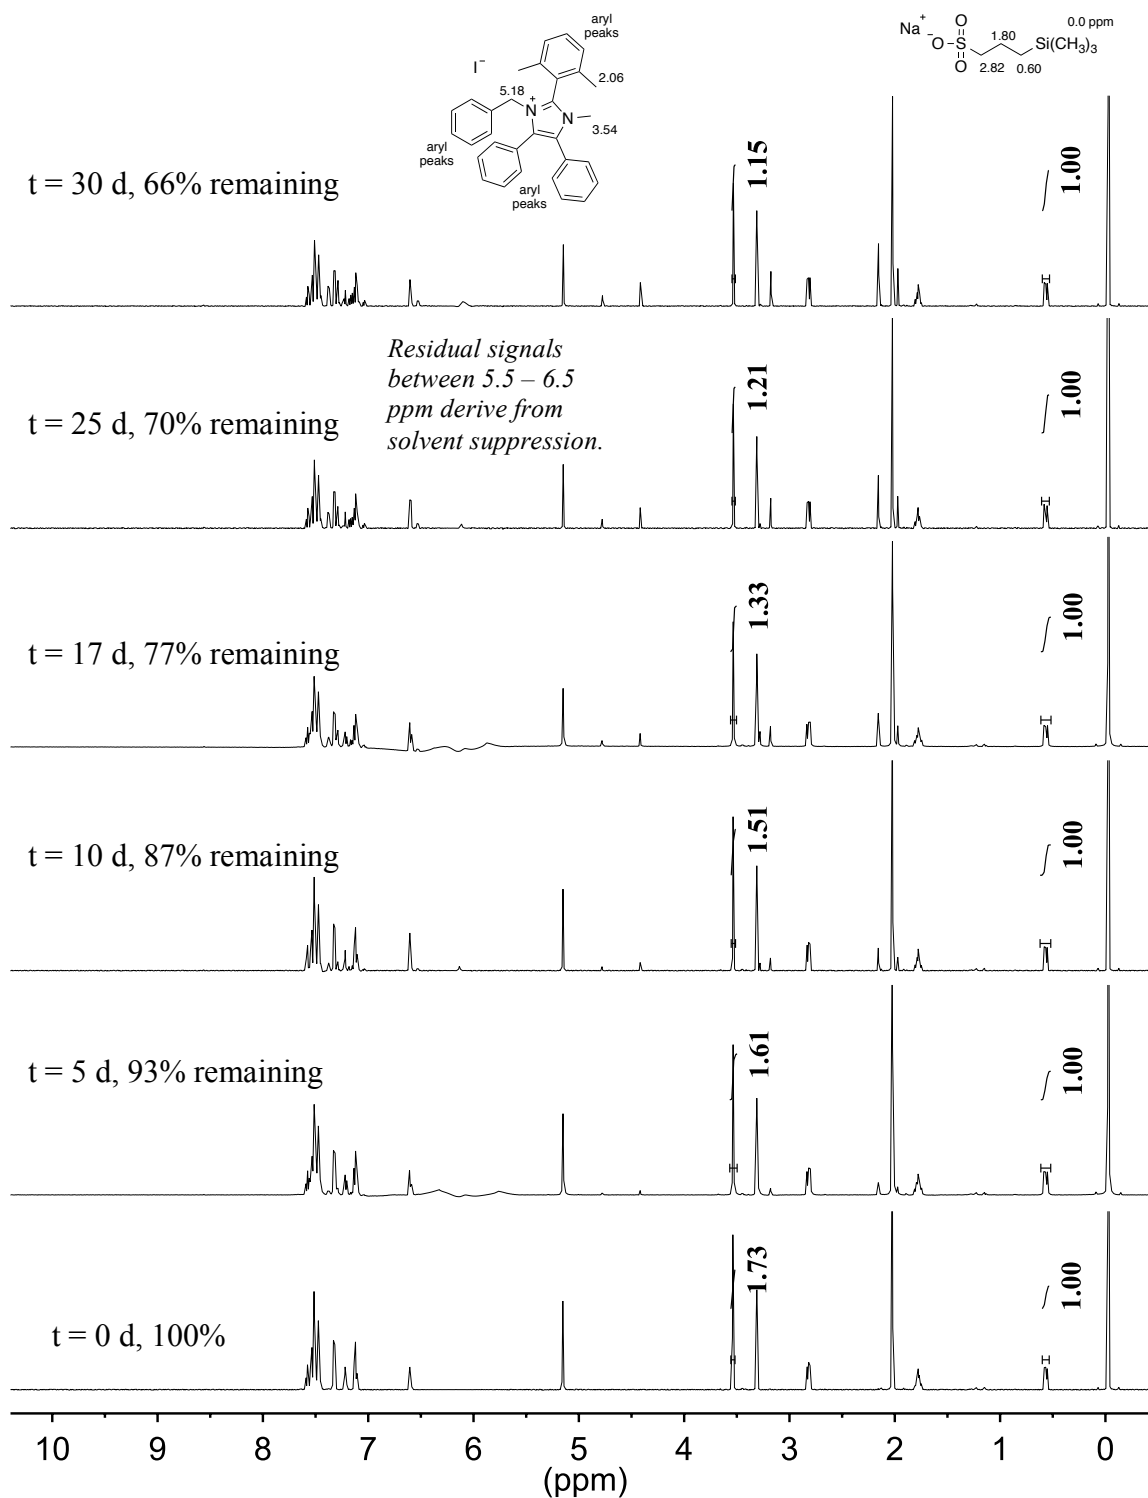 aryl
peaks
I⁻
2.06
5.18
N⁺
N
3.54
aryl
peaks
aryl
peaks
Na⁺
⁻O
O
S
O
1.80
Si(CH₃)₃
0.0 ppm
2.82
0.60
t = 30 d, 66% remaining
1.15
1.00
Residual signals
between 5.5 – 6.5
ppm derive from
solvent suppression.
t = 25 d, 70% remaining
1.21
1.00
t = 17 d, 77% remaining
1.33
1.00
t = 10 d, 87% remaining
1.51
1.00
t = 5 d, 93% remaining
1.61
1.00
t = 0 d, 100%
1.73
1.00
10 9 8 7 6 5 4 3 2 1 0
(ppm)